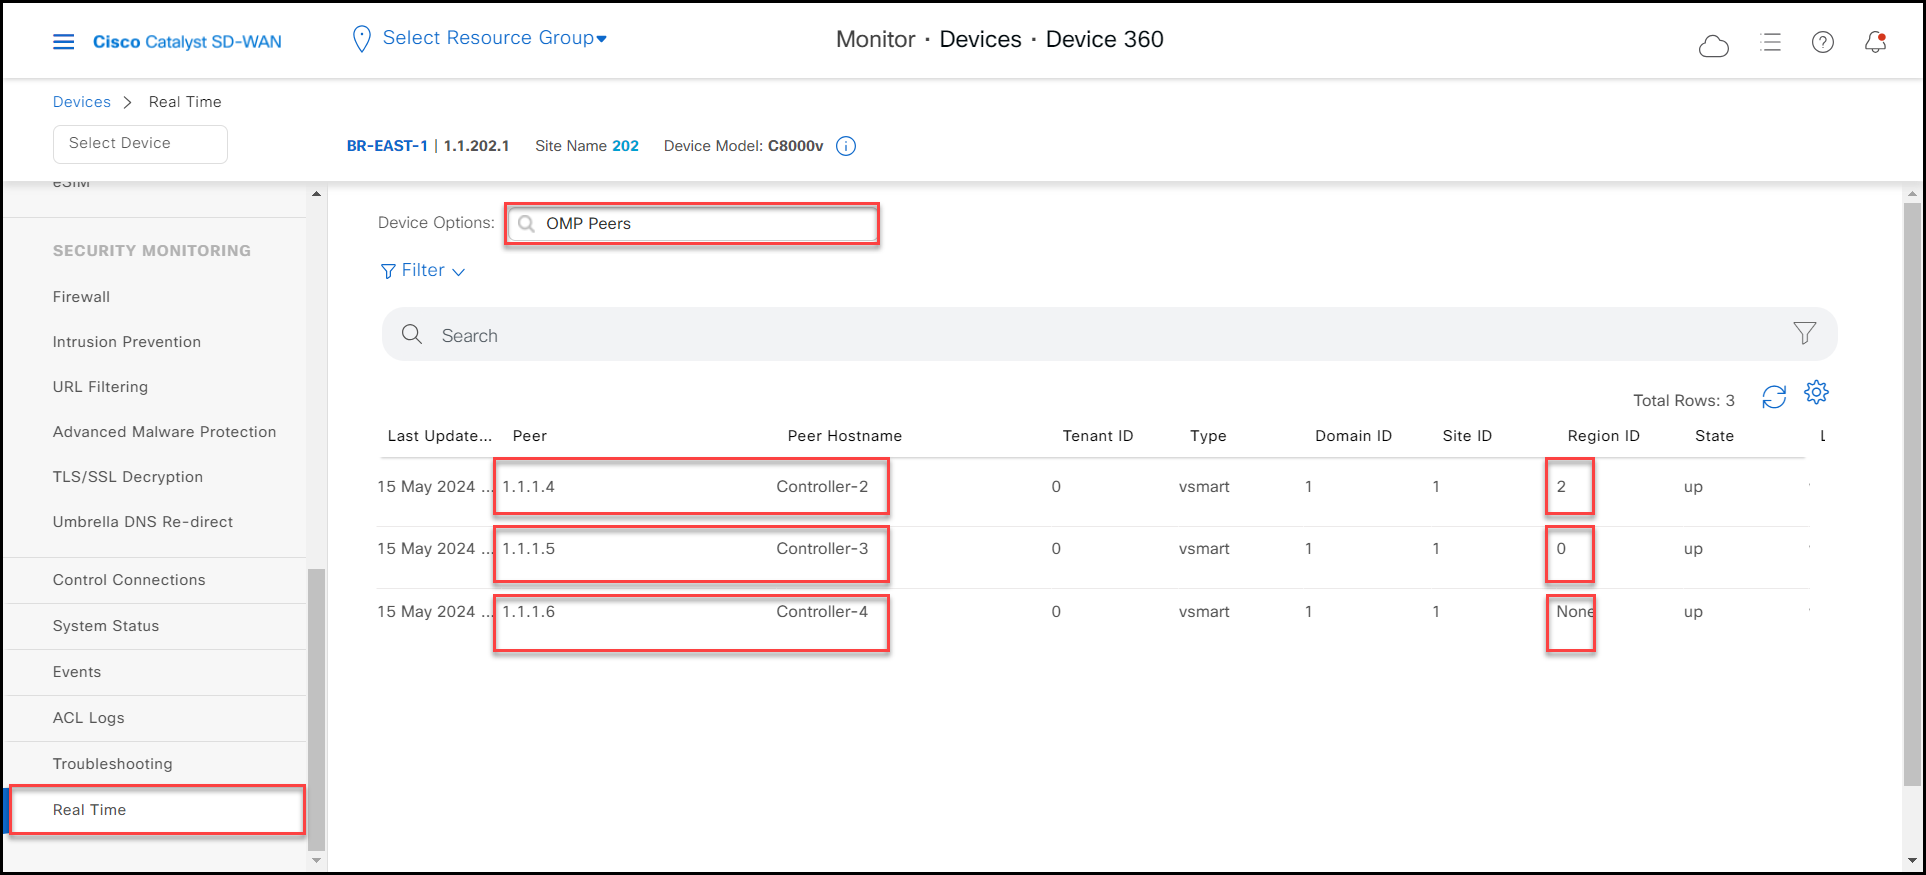 Cisco Catalyst SD-WAN
Select Resource Group
Monitor · Devices · Device 360
Devices > Real Time
Select Device
BR-EAST-1 | 1.1.202.1 Site Name 202 Device Model: C8000v
eSIM
SECURITY MONITORING
Firewall
Intrusion Prevention
URL Filtering
Advanced Malware Protection
TLS/SSL Decryption
Umbrella DNS Re-direct
Control Connections
System Status
Events
ACL Logs
Troubleshooting
Real Time
Device Options: OMP Peers
Filter
Search
Total Rows: 3
Last Update... Peer Peer Hostname Tenant ID Type Domain ID Site ID Region ID State
15 May 2024 ... 1.1.1.4 Controller-2 0 vsmart 1 1 2 up
15 May 2024 ... 1.1.1.5 Controller-3 0 vsmart 1 1 0 up
15 May 2024 ... 1.1.1.6 Controller-4 0 vsmart 1 1 None up